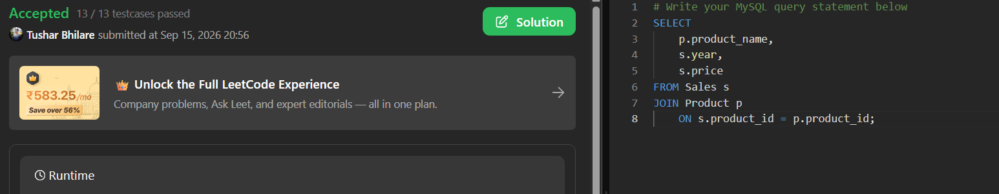 Accepted 13 / 13 testcases passed
Tushar Bhilare submitted at Sep 15, 2026 20:56
Solution
₹583.25/mo
Save over 56%
Unlock the Full LeetCode Experience
Company problems, Ask Leet, and expert editorials — all in one plan.
Runtime
1 # Write your MySQL query statement below
2 SELECT
3 p.product_name,
4 s.year,
5 s.price
6 FROM Sales s
7 JOIN Product p
8 ON s.product_id = p.product_id;